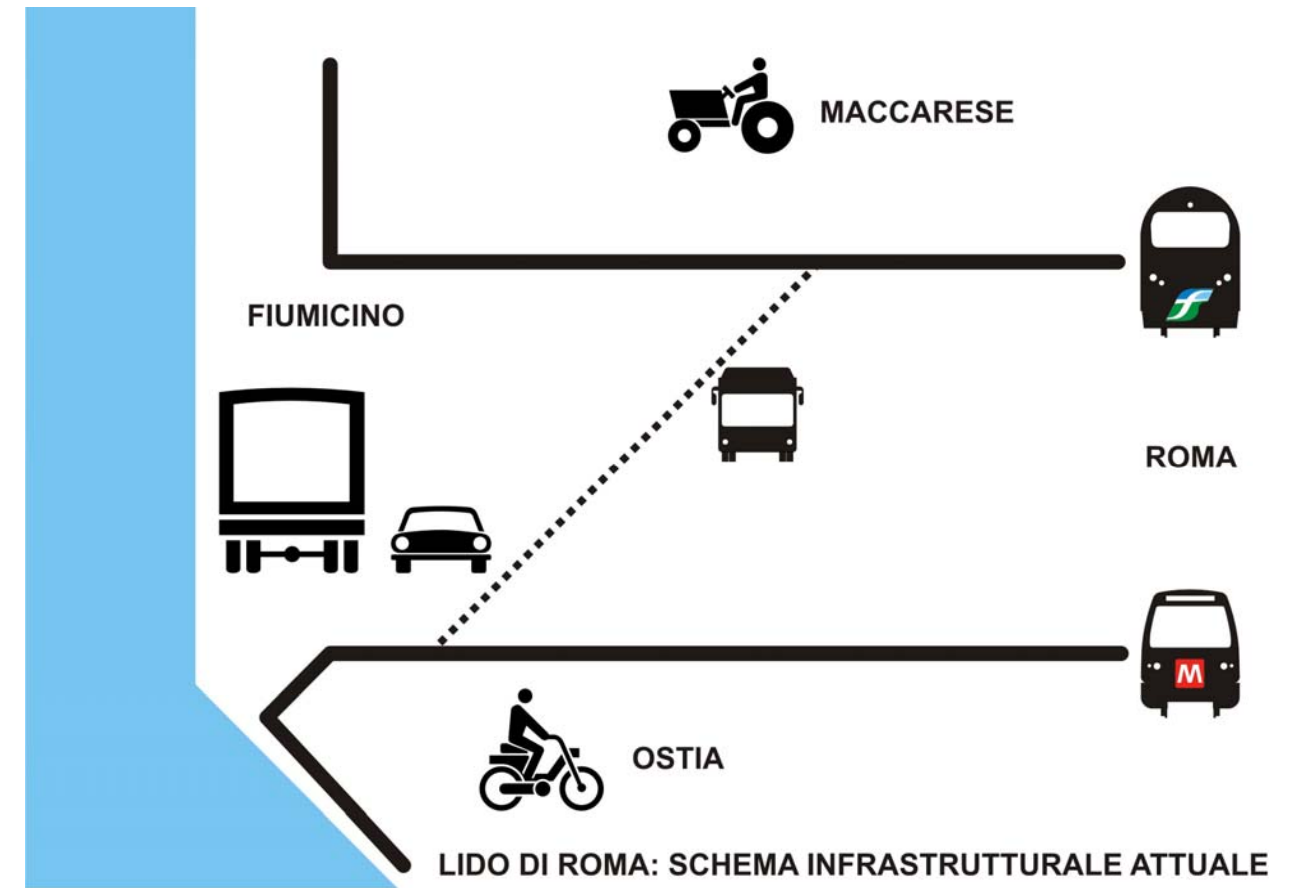 MACCARESE
FIUMICINO
ROMA
M
OSTIA
LIDO DI ROMA: SCHEMA INFRASTRUTTURALE ATTUALE